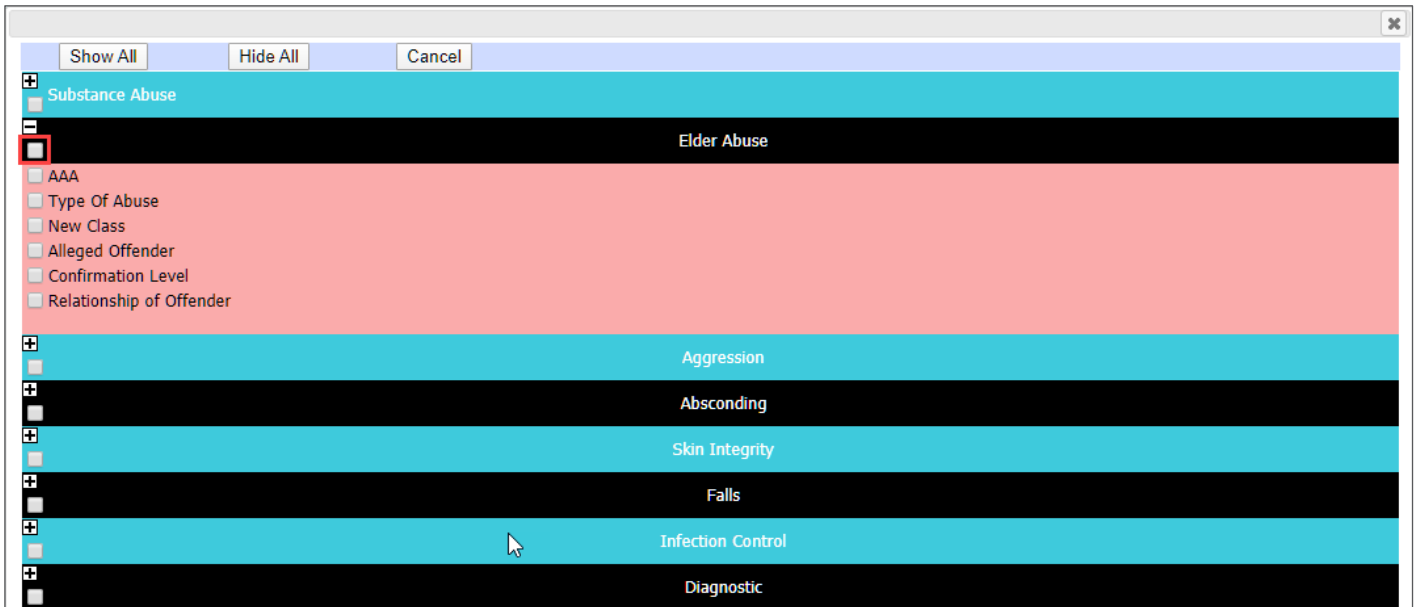 Show All Hide All Cancel
Substance Abuse
Elder Abuse
AAA
Type Of Abuse
New Class
Alleged Offender
Confirmation Level
Relationship of Offender
Aggression
Absconding
Skin Integrity
Falls
Infection Control
Diagnostic